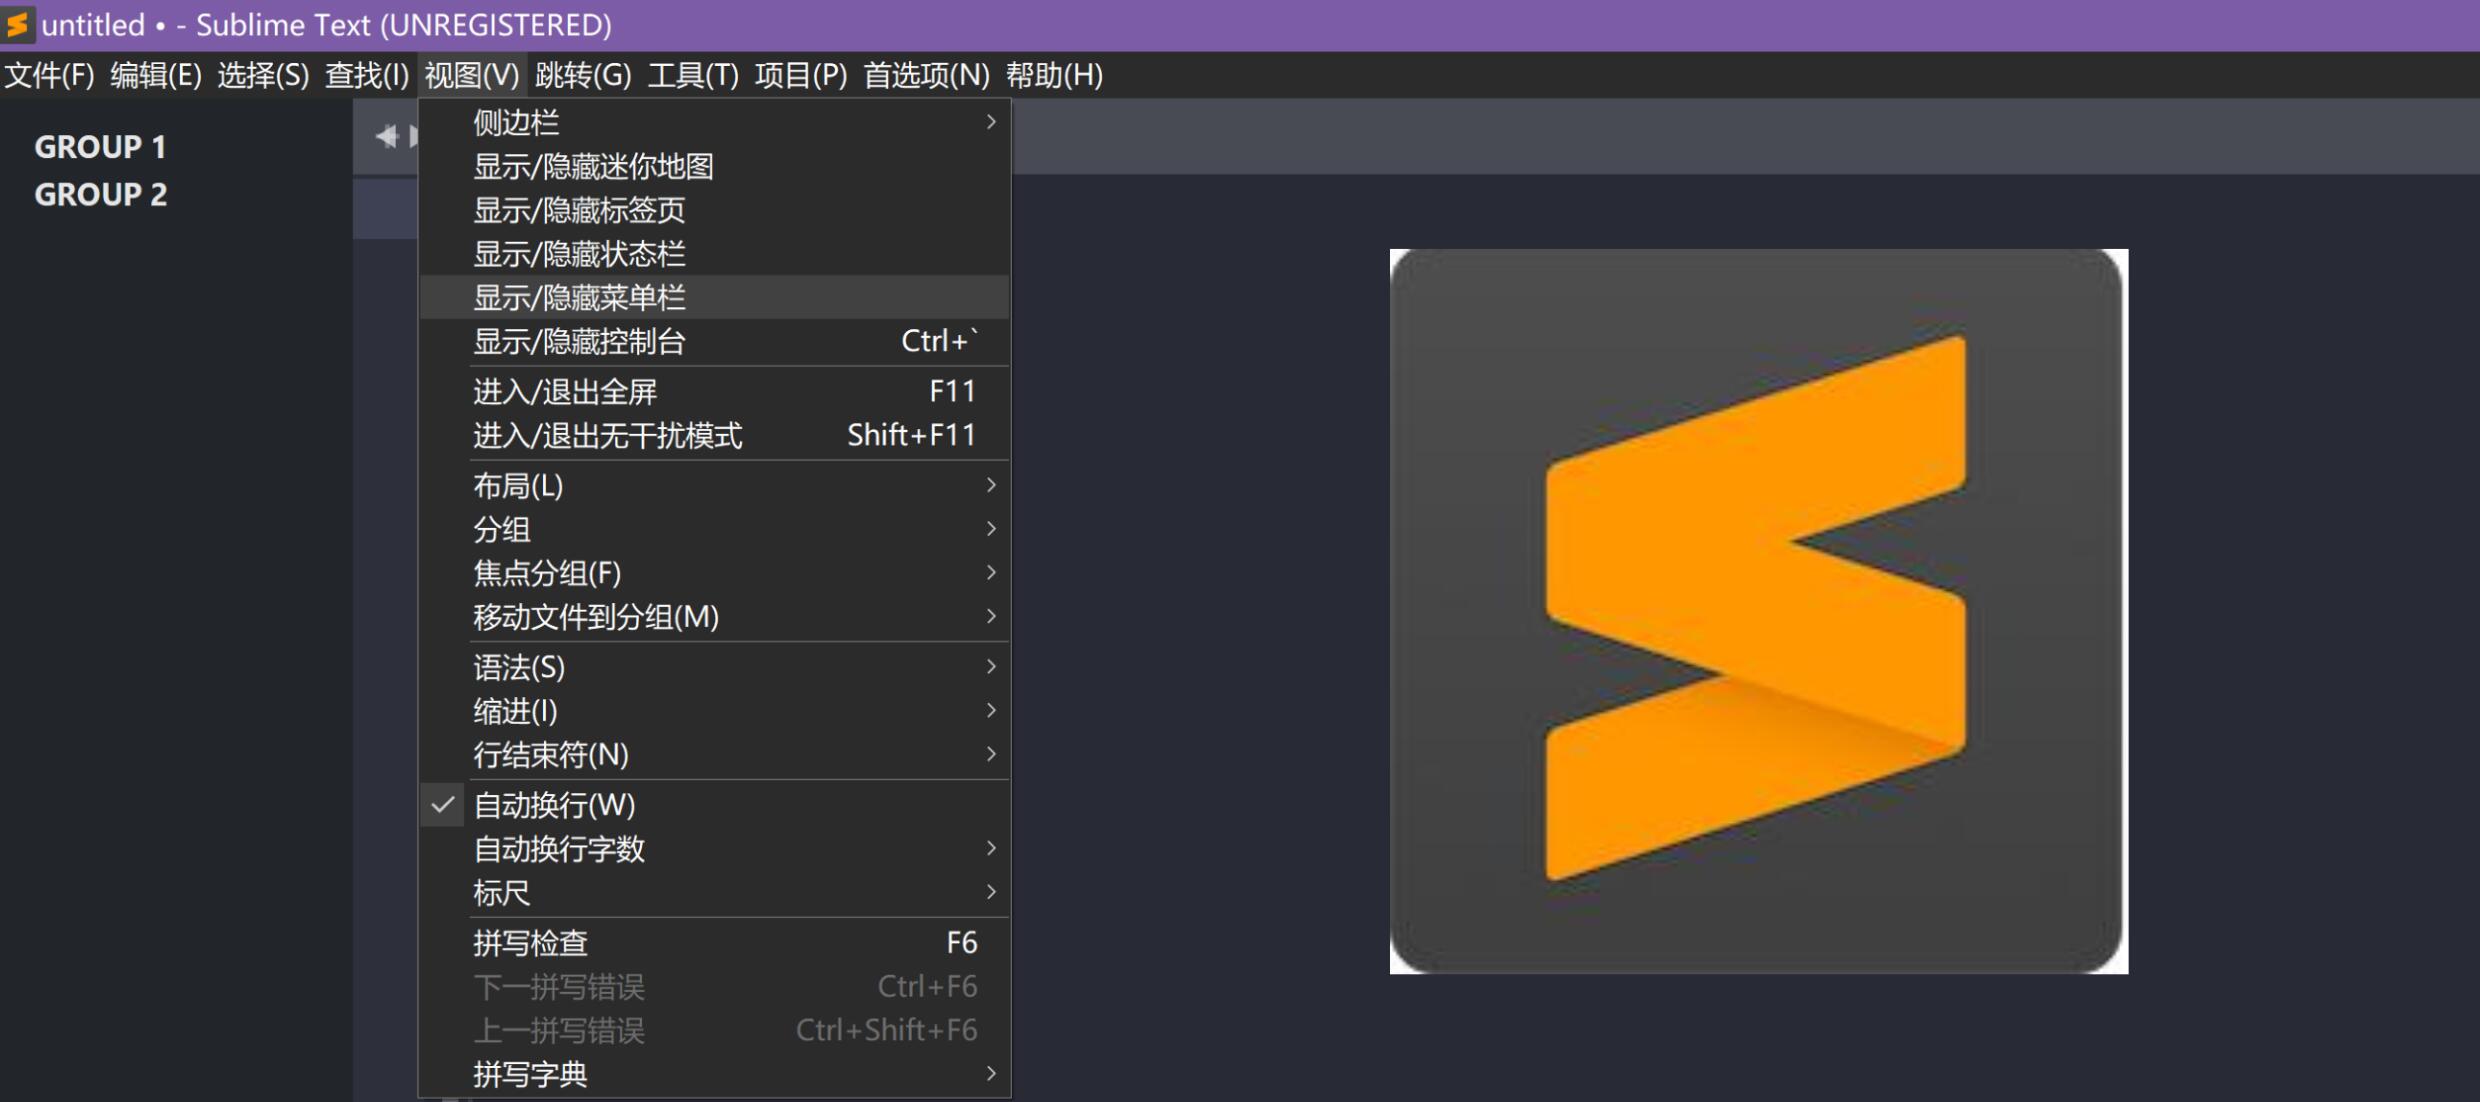 untitled • - Sublime Text (UNREGISTERED)
文件(F) 编辑(E) 选择(S) 查找(I) 视图(V) 跳转(G) 工具(T) 项目(P) 首选项(N) 帮助(H)
GROUP 1
GROUP 2
侧边栏
显示/隐藏迷你地图
显示/隐藏标签页
显示/隐藏状态栏
显示/隐藏菜单栏
显示/隐藏控制台 Ctrl+`
进入/退出全屏 F11
进入/退出无干扰模式 Shift+F11
布局(L)
分组
焦点分组(F)
移动文件到分组(M)
语法(S)
缩进(I)
行结束符(N)
自动换行(W)
自动换行字数
标尺
拼写检查 F6
下一拼写错误 Ctrl+F6
上一拼写错误 Ctrl+Shift+F6
拼写字典